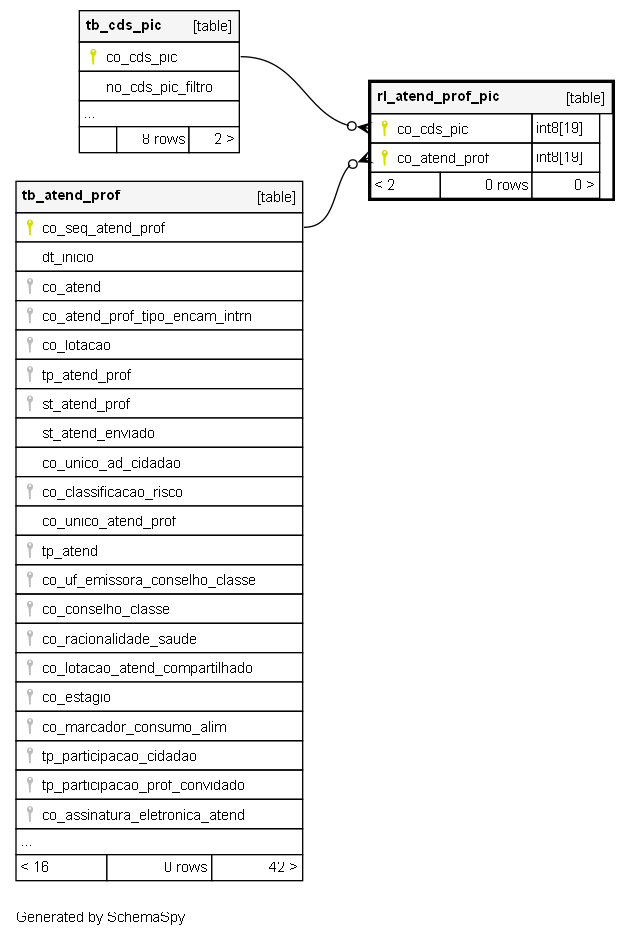 tb_cds_pic [table]
co_cds_pic
no_cds_pic_filtro
...
8 rows 2 >
rl_atend_prof_pic [table]
co_cds_pic int8[19]
co_atend_prof int8[19]
< 2 0 rows 0 >
tb_atend_prof [table]
co_seq_atend_prof
dt_inicio
co_atend
co_atend_prof_tipo_encam_intrn
co_lotacao
tp_atend_prof
st_atend_prof
st_atend_enviado
co_unico_ad_cidadao
co_classificacao_risco
co_unico_atend_prof
tp_atend
co_uf_emissora_conselho_classe
co_conselho_classe
co_racionalidade_saude
co_lotacao_atend_compartilhado
co_estagio
co_marcador_consumo_alim
tp_participacao_cidadao
tp_participacao_prof_convidado
co_assinatura_eletronica_atend
...
< 16 0 rows 42 >
Generated by SchemaSpy